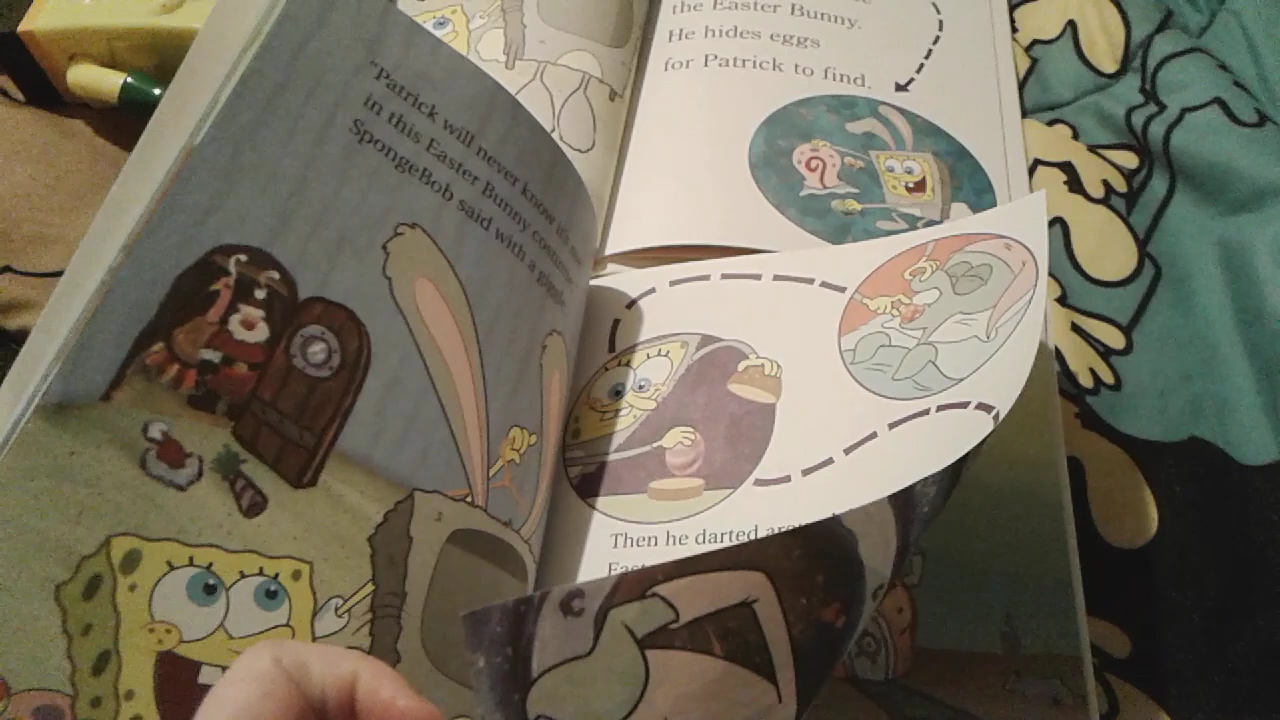 "Patrick will never know it's
in this Easter Bunny costume,"
SpongeBob said with a giggle.
the Easter Bunny.
He hides eggs
for Patrick to find.
Then he darted